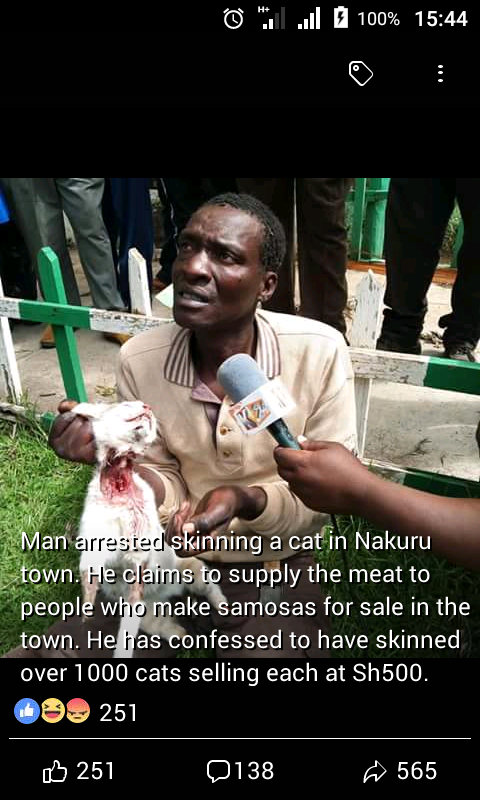 H+ 100% 15:44
Man arrested skinning a cat in Nakuru
town. He claims to supply the meat to
people who make samosas for sale in the
town. He has confessed to have skinned
over 1000 cats selling each at Sh500.
251
251 138 565